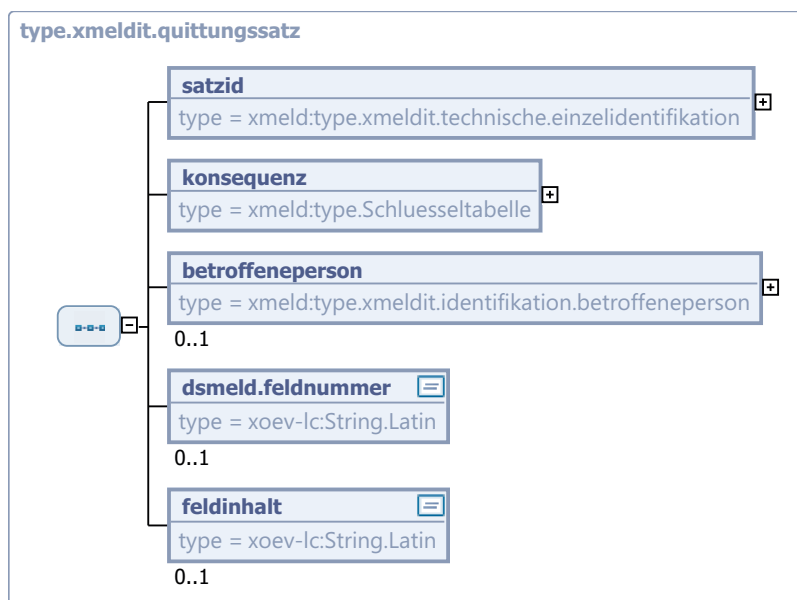 type.xmeldit.quittungssatz
satzid
type = xmeld:type.xmeldit.technische.einzelidentifikation
konsequenz
type = xmeld:type.Schluesseltabelle
betroffeneperson
type = xmeld:type.xmeldit.identifikation.betroffeneperson
0..1
dsmeld.feldnummer
type = xoev-lc:String.Latin
0..1
feldinhalt
type = xoev-lc:String.Latin
0..1